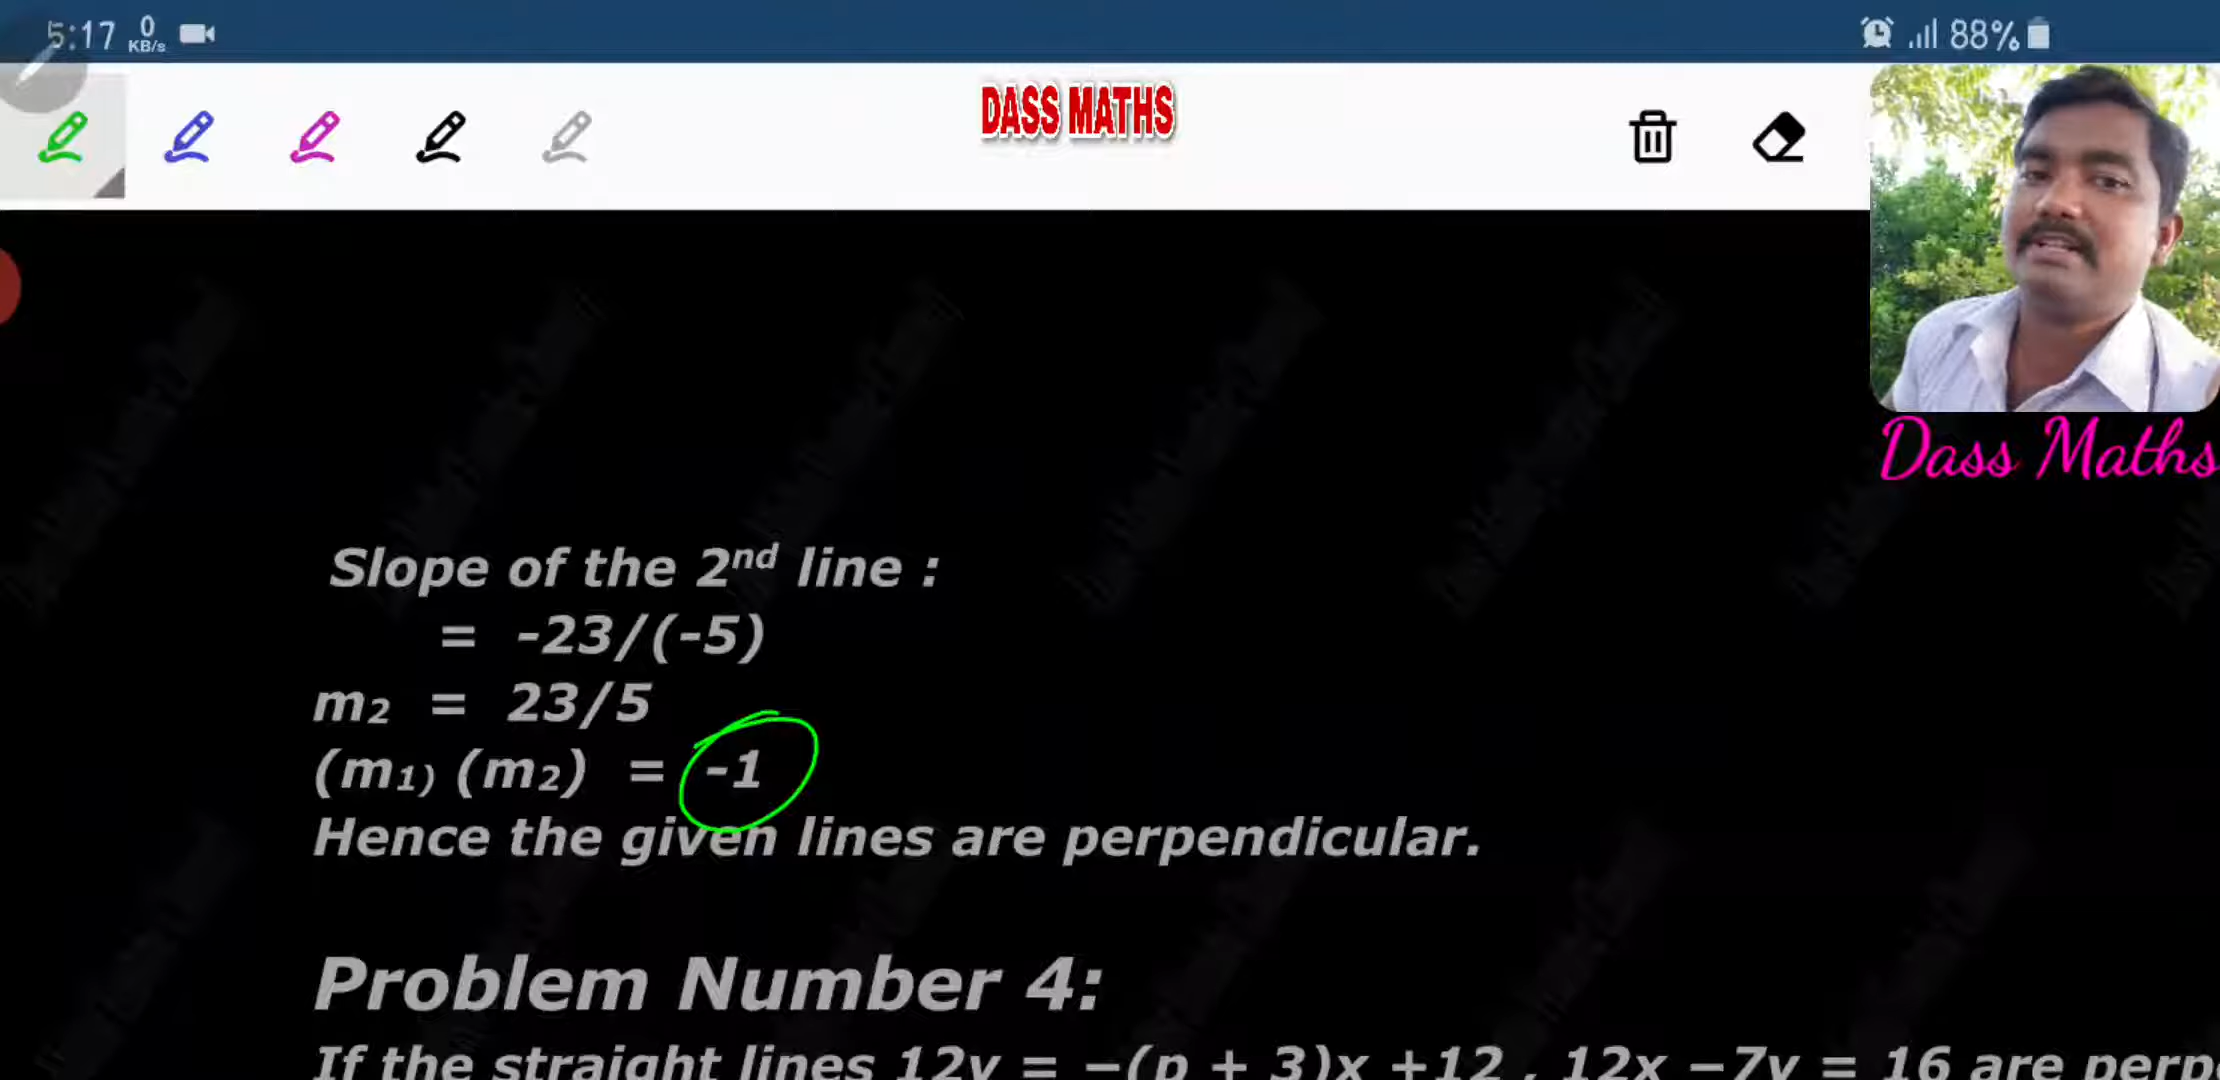 5:17 0 KB/s 88%
DASS MATHS
Dass Maths
Slope of the 2nd line :
= -23/(-5)
m2 = 23/5
(m1) (m2) = -1
Hence the given lines are perpendicular.
Problem Number 4:
If the straight lines 12y = −(p + 3)x +12 , 12x −7y = 16 are perp